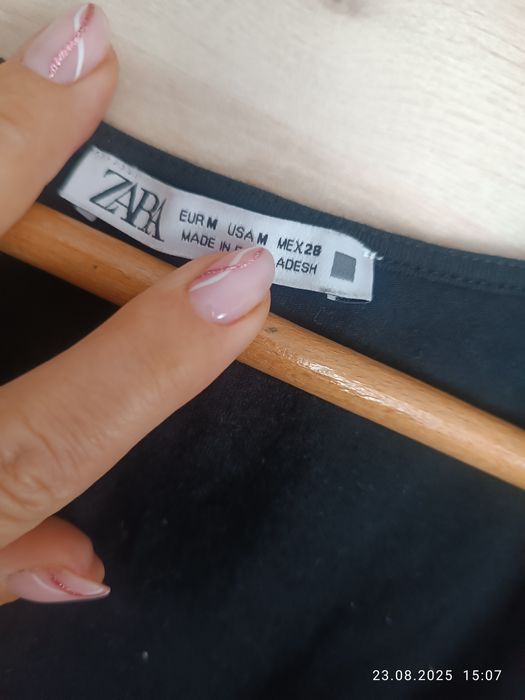 ZARA
EUR M USA M MEX 28
MADE IN
23.08.2025 15:07